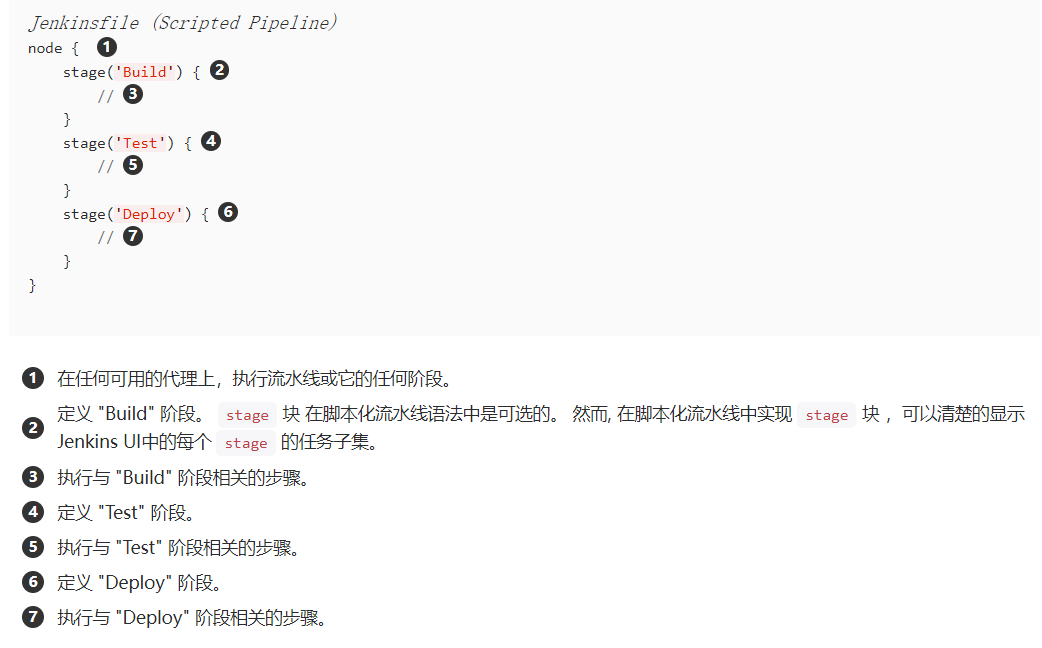 Jenkinsfile (Scripted Pipeline)
node { 1
stage('Build') { 2
// 3
}
stage('Test') { 4
// 5
}
stage('Deploy') { 6
// 7
}
}
1 在任何可用的代理上，执行流水线或它的任何阶段。
2 定义 "Build" 阶段。 stage 块 在脚本化流水线语法中是可选的。 然而, 在脚本化流水线中实现 stage 块 ，可以清楚的显示
Jenkins UI中的每个 stage 的任务子集。
3 执行与 "Build" 阶段相关的步骤。
4 定义 "Test" 阶段。
5 执行与 "Test" 阶段相关的步骤。
6 定义 "Deploy" 阶段。
7 执行与 "Deploy" 阶段相关的步骤。